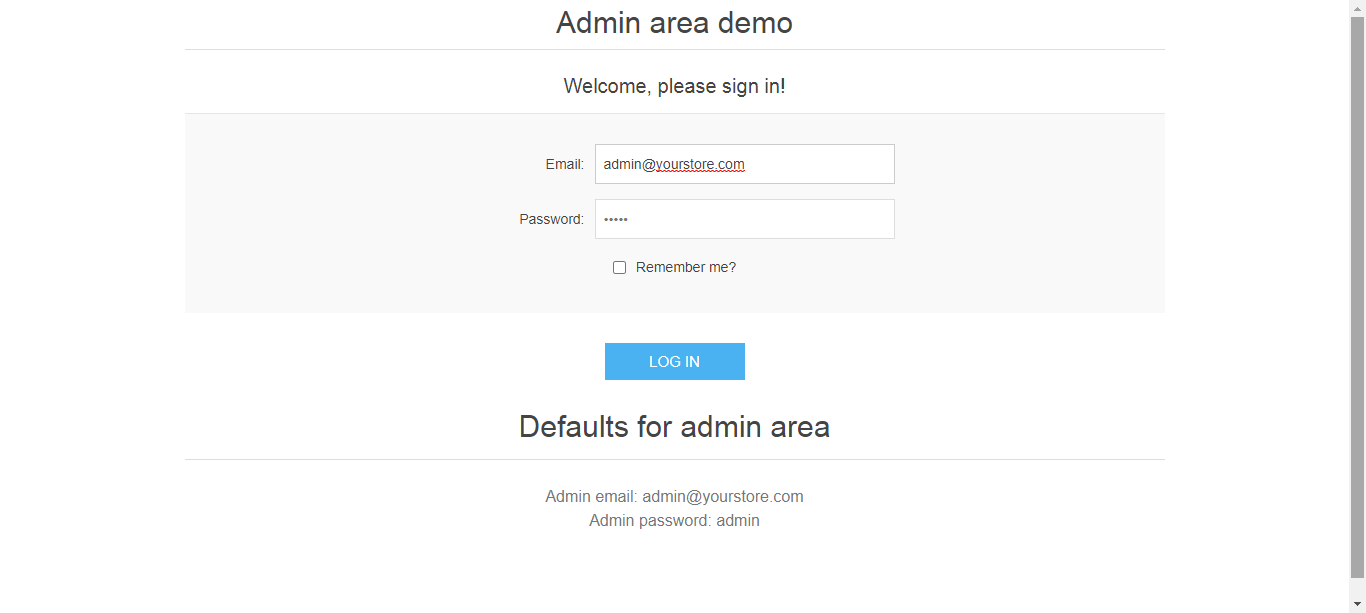 Admin area demo
Welcome, please sign in!
Email: admin@yourstore.com
Password: •••••
Remember me?
LOG IN
Defaults for admin area
Admin email: admin@yourstore.com
Admin password: admin